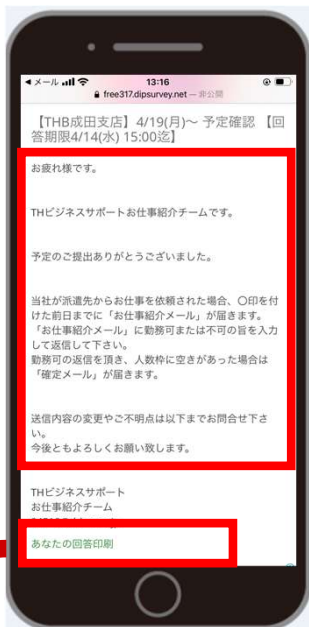 メール
13:16
free317.dipsurvey.net — 非公開
【THB成田支店】4/19(月)～ 予定確認 【回
答期限4/14(水) 15:00迄】
お疲れ様です。
THビジネスサポートお仕事紹介チームです。
予定のご提出ありがとうございました。
当社が派遣先からお仕事を依頼された場合、〇印を付
けた前日までに「お仕事紹介メール」が届きます。
「お仕事紹介メール」に勤務可または不可の旨を入力
して返信して下さい。
勤務可の返信を頂き、人数枠に空きがあった場合は
「確定メール」が届きます。
送信内容の変更やご不明点は以下までお問合せ下さ
い。
今後ともよろしくお願い致します。
THビジネスサポート
お仕事紹介チーム
あなたの回答印刷